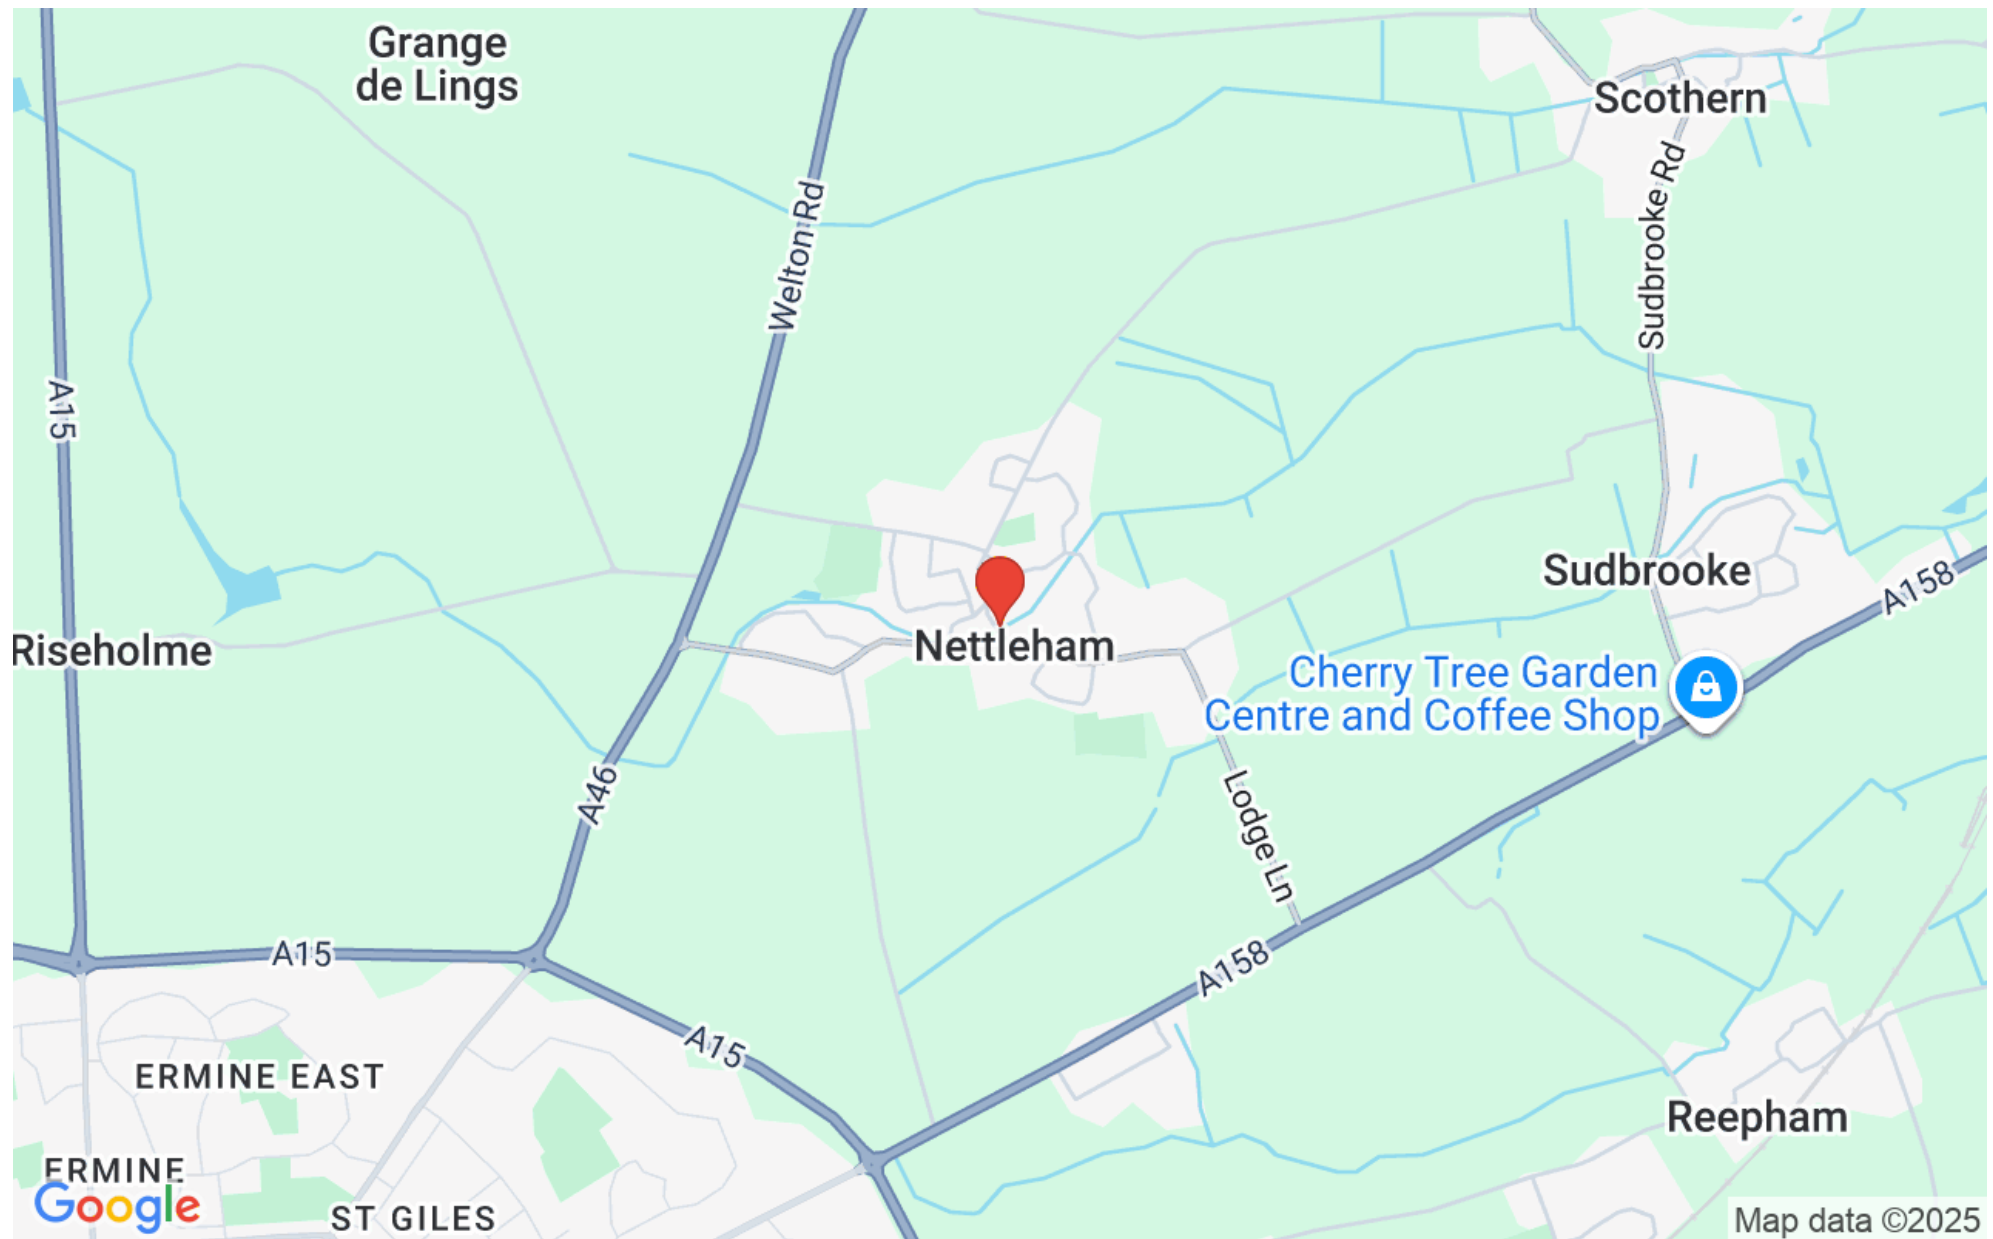 Grange
de Lings
Scothern
Welton Rd
Sudbrooke Rd
A15
Sudbrooke
A158
Riseholme
Nettleham
Cherry Tree Garden
Centre and Coffee Shop
A46
Lodge Ln
A15
A158
A15
ERMINE EAST
Reepham
ERMINE
Google
ST GILES
Map data ©2025